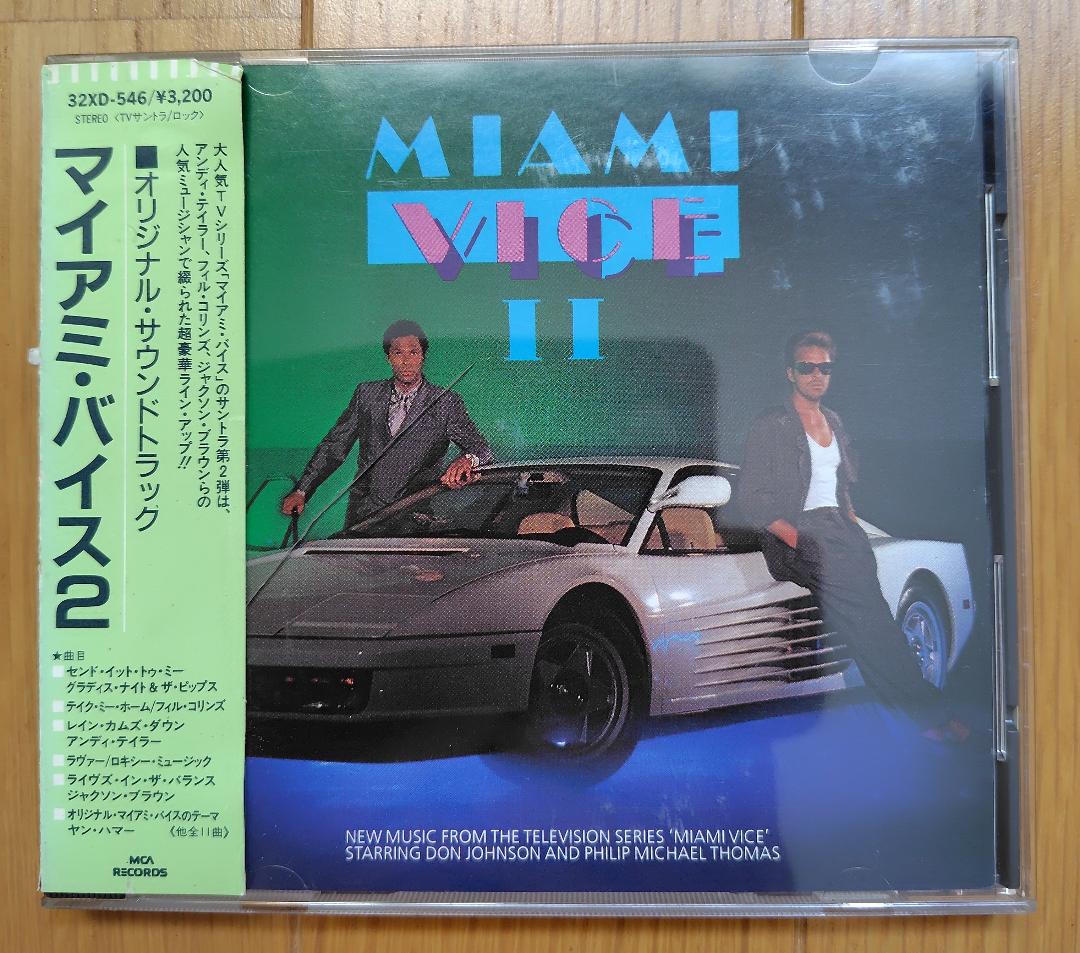 32XD-546/¥3,200
STEREO〈TVサントラ/ロック〉
大人気TVシリーズ「マイアミ・バイス」のサントラ第2弾は、
アンディ・テイラー、フィル・コリンズ、ジャクソン・ブラウンらの
人気ミュージシャンで綴られた超豪華ライン・アップ!!
■オリジナル・サウンドトラック
マイアミ・バイス2
★曲目
センド・イット・トゥ・ミー
グラディス・ナイト&ザ・ピップス
テイク・ミー・ホーム/フィル・コリンズ
レイン・カムズ・ダウン
アンディ・テイラー
ラヴァー/ロキシー・ミュージック
ライヴズ・イン・ザ・バランス
ジャクソン・ブラウン
オリジナル・マイアミ・バイスのテーマ
ヤン・ハマー 《他全11曲》
MCA
RECORDS
MIAMI
VICE
II
NEW MUSIC FROM THE TELEVISION SERIES ‘MIAMI VICE’
STARRING DON JOHNSON AND PHILIP MICHAEL THOMAS